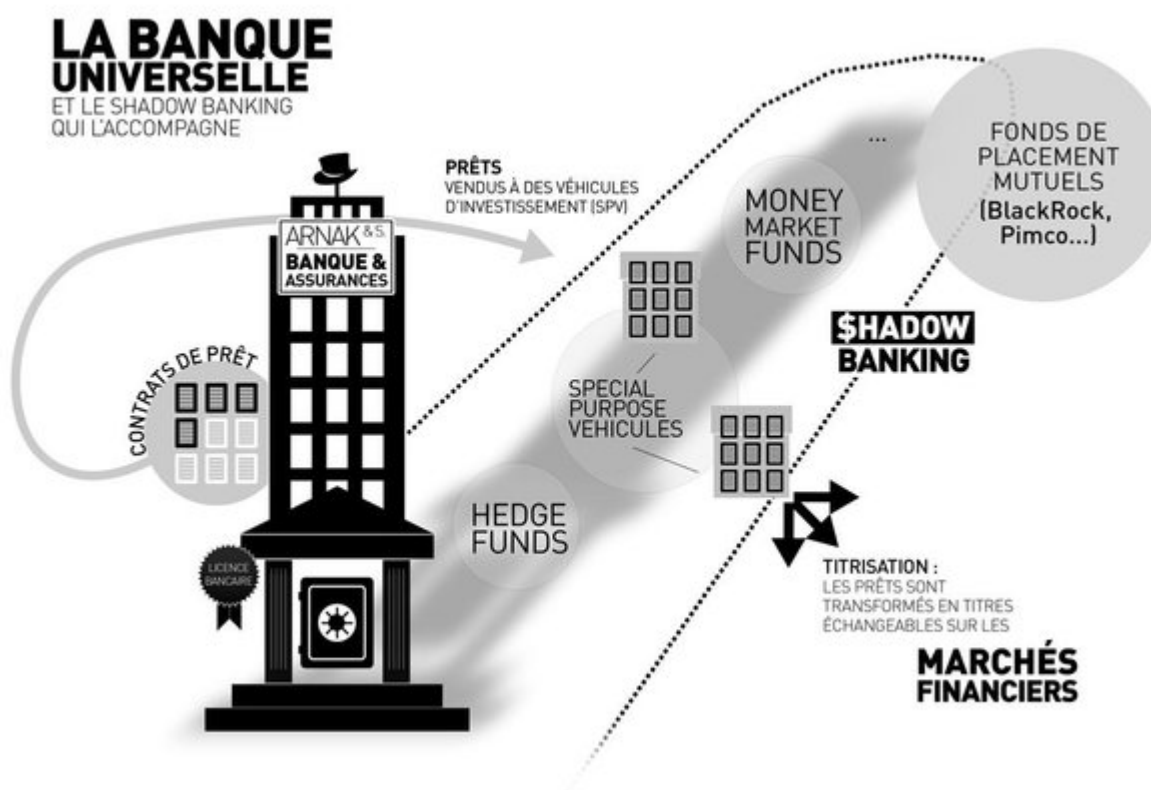 LA BANQUE
UNIVERSELLE
ET LE SHADOW BANKING
QUI L'ACCOMPAGNE
PRÊTS
VENDUS À DES VÉHICULES
D'INVESTISSEMENT (SPV)
ARNAK & S.
BANQUE &
ASSURANCES
CONTRATS DE PRÊT
LICENCE
BANCAIRE
...
FONDS DE
PLACEMENT
MUTUELS
(BlackRock,
Pimco...)
MONEY
MARKET
FUNDS
$HADOW
BANKING
SPECIAL
PURPOSE
VEHICULES
HEDGE
FUNDS
TITRISATION :
LES PRÊTS SONT
TRANSFORMÉS EN TITRES
ÉCHANGEABLES SUR LES
MARCHÉS
FINANCIERS